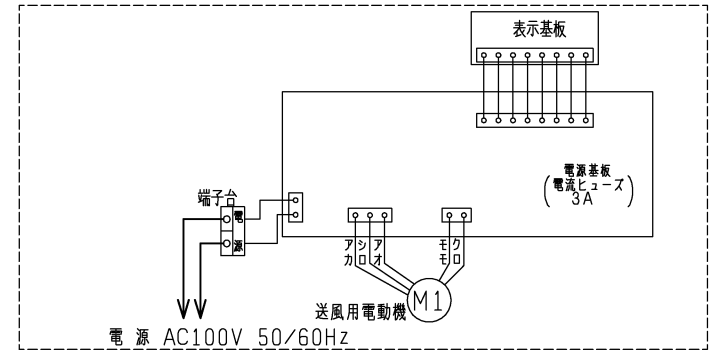 表示基板
電源基板
(電流ヒューズ)
3A
端子台
電
源
アカ
シロ
アオ
モモ
クロ
送風用電動機
M1
電 源 AC100V 50/60Hz